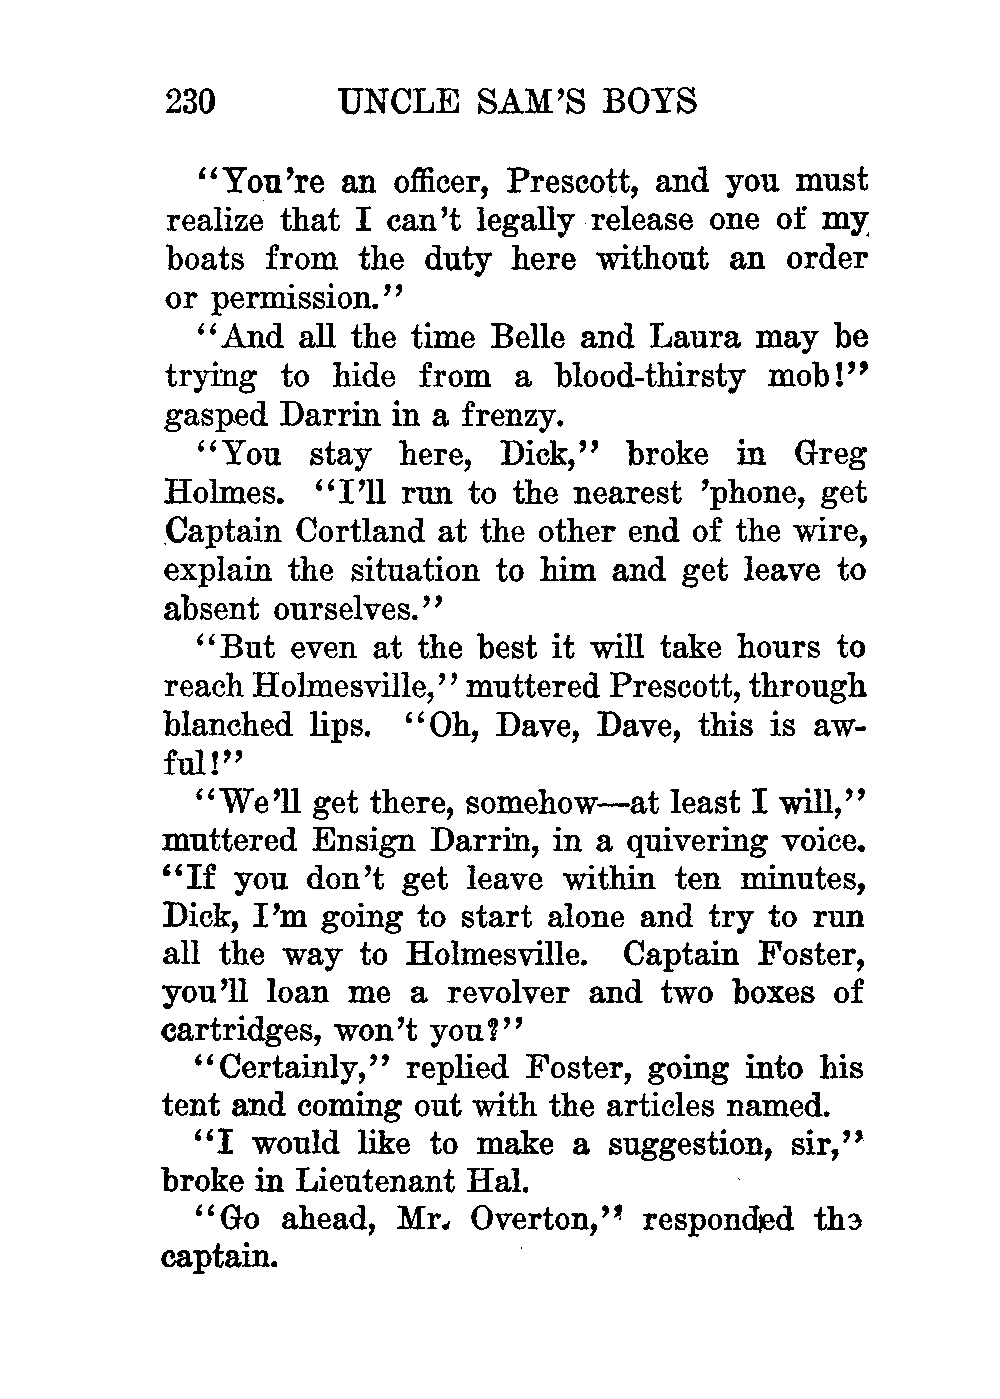 230 UNCLE SAM'S BOYS
"You're an officer, Prescott, and you must
realize that I can't legally release one of my
boats from the duty here without an order
or permission."
"And all the time Belle and Laura may be
trying to hide from a blood-thirsty mob!"
gasped Darrin in a frenzy.
"You stay here, Dick," broke in Greg
Holmes. "I'll run to the nearest 'phone, get
Captain Cortland at the other end of the wire,
explain the situation to him and get leave to
absent ourselves."
"But even at the best it will take hours to
reach Holmesville," muttered Prescott, through
blanched lips. "Oh, Dave, Dave, this is aw-
ful!"
"We'll get there, somehow—at least I will,"
muttered Ensign Darrin, in a quivering voice.
"If you don't get leave within ten minutes,
Dick, I'm going to start alone and try to run
all the way to Holmesville. Captain Foster,
you'll loan me a revolver and two boxes of
cartridges, won't you?"
"Certainly," replied Foster, going into his
tent and coming out with the articles named.
"I would like to make a suggestion, sir,"
broke in Lieutenant Hal.
"Go ahead, Mr. Overton," responded the
captain.